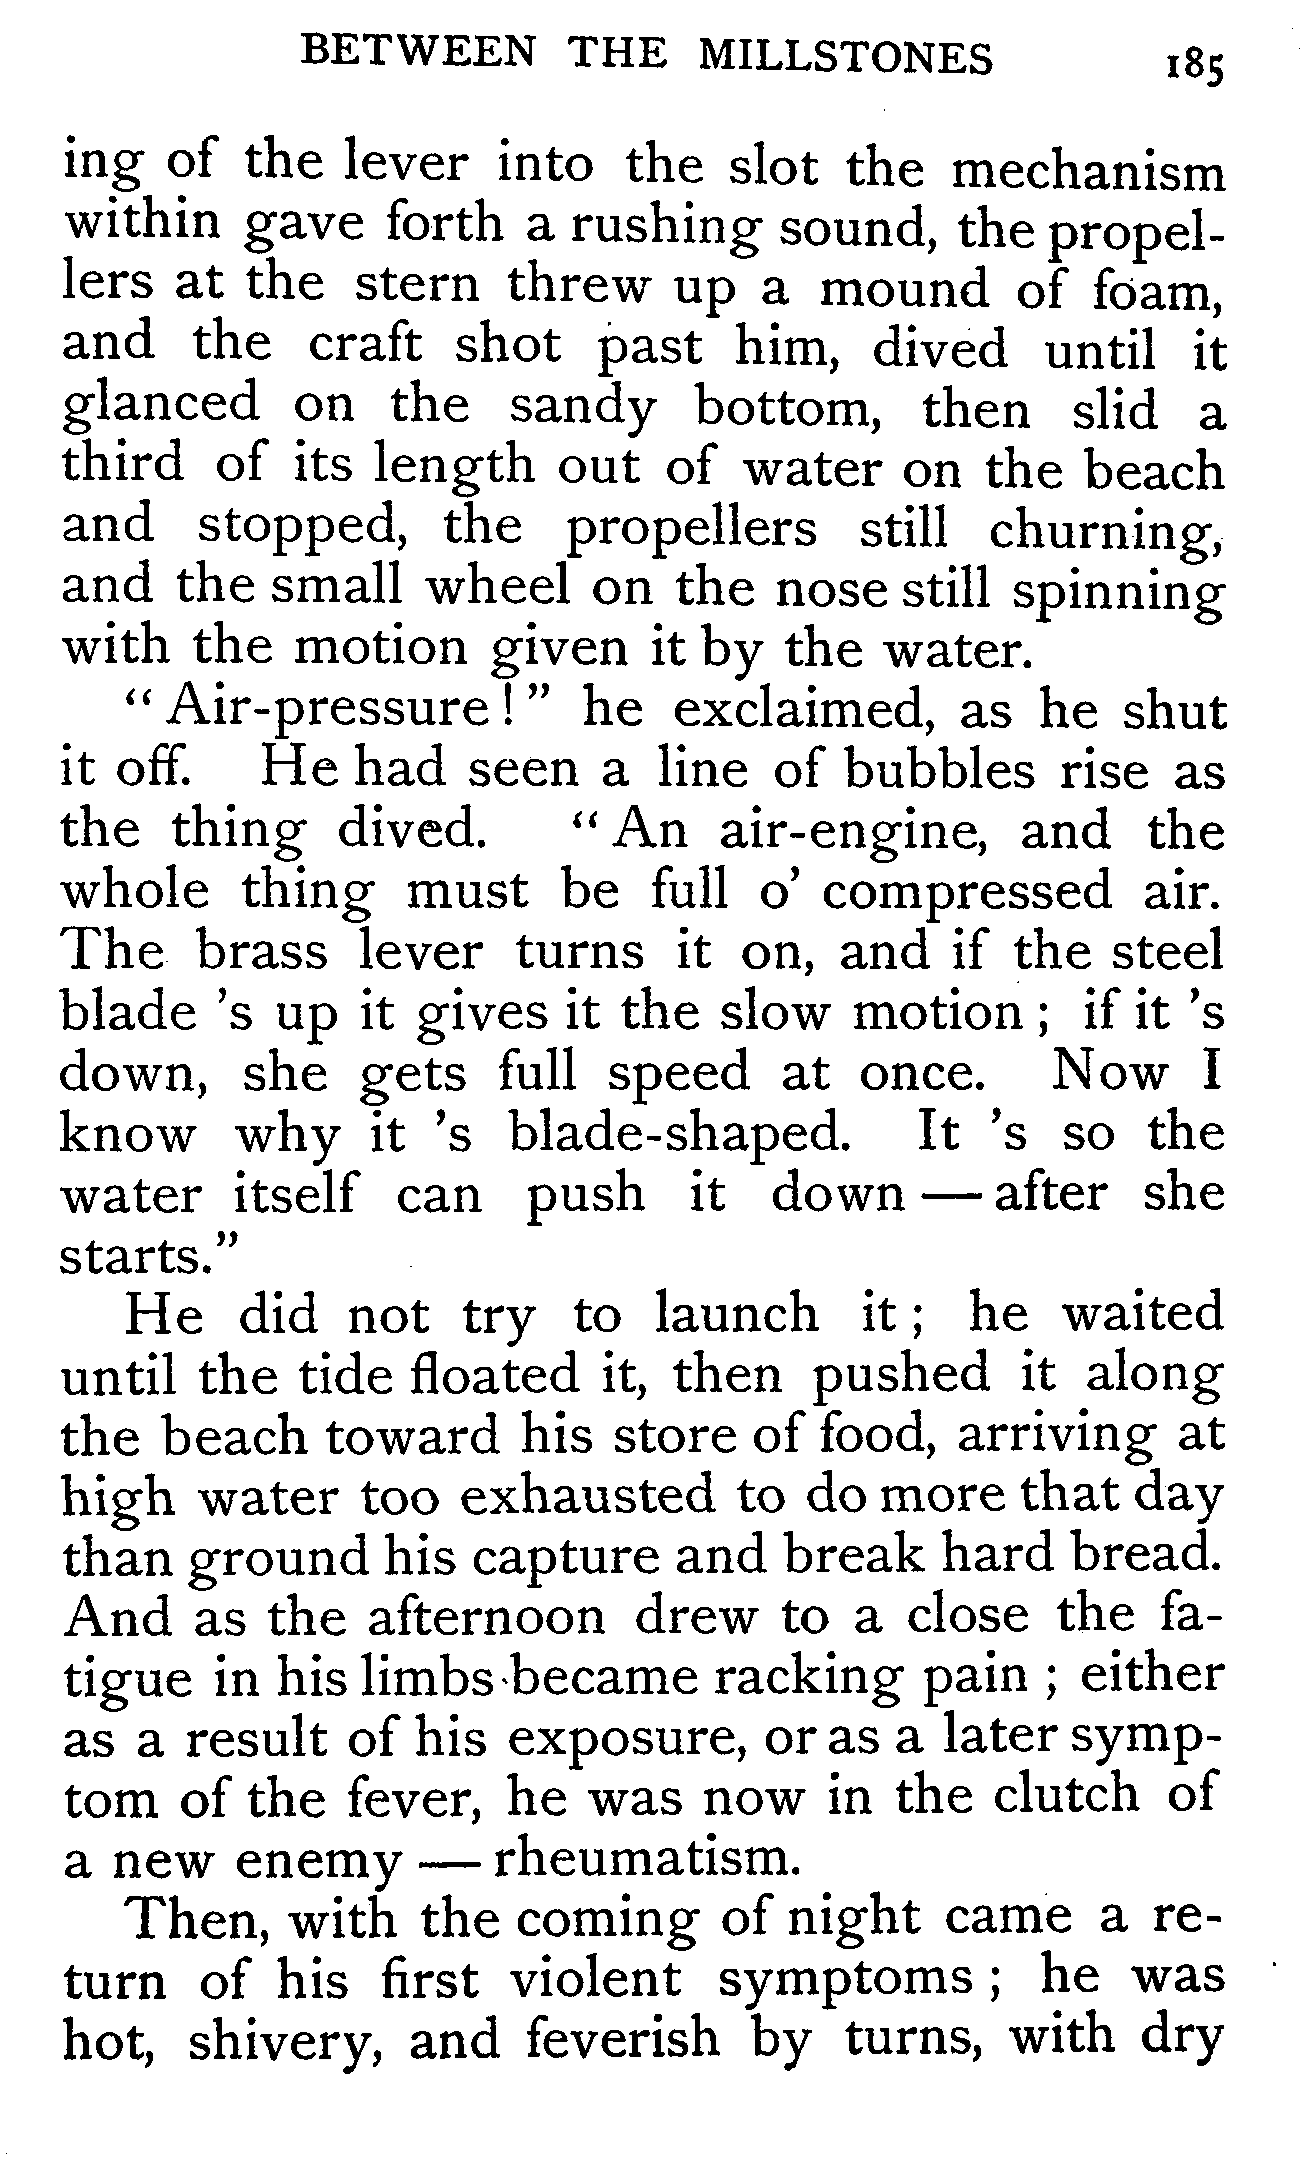 BETWEEN THE MILLSTONES 185
ing of the lever into the slot the mechanism
within gave forth a rushing sound, the propel-
lers at the stern threw up a mound of foam,
and the craft shot past him, dived until it
glanced on the sandy bottom, then slid a
third of its length out of water on the beach
and stopped, the propellers still churning,
and the small wheel on the nose still spinning
with the motion given it by the water.
“ Air-pressure ! ” he exclaimed, as he shut
it off. He had seen a line of bubbles rise as
the thing dived. “ An air-engine, and the
whole thing must be full o’ compressed air.
The brass lever turns it on, and if the steel
blade ’s up it gives it the slow motion ; if it ’s
down, she gets full speed at once. Now I
know why it ’s blade-shaped. It ’s so the
water itself can push it down — after she
starts.”
He did not try to launch it ; he waited
until the tide floated it, then pushed it along
the beach toward his store of food, arriving at
high water too exhausted to do more that day
than ground his capture and break hard bread.
And as the afternoon drew to a close the fa-
tigue in his limbs became racking pain ; either
as a result of his exposure, or as a later symp-
tom of the fever, he was now in the clutch of
a new enemy — rheumatism.
Then, with the coming of night came a re-
turn of his first violent symptoms ; he was
hot, shivery, and feverish by turns, with dry